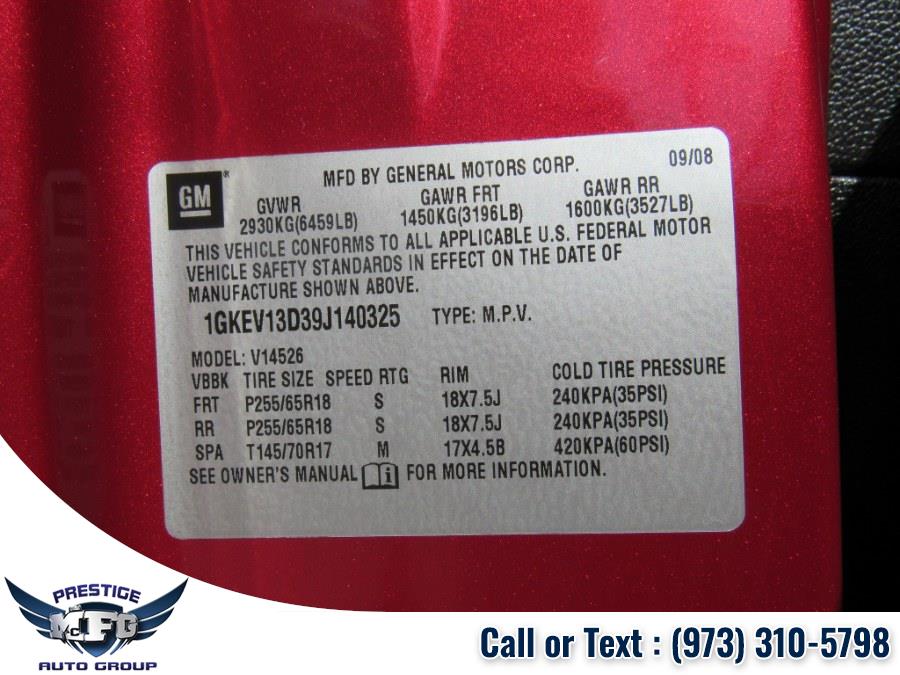 GM
®
MFD BY GENERAL MOTORS CORP.
09/08
GVWR
GAWR FRT
GAWR RR
2930KG(6459LB)
1450KG(3196LB)
1600KG(3527LB)
THIS VEHICLE CONFORMS TO ALL APPLICABLE U.S. FEDERAL MOTOR
VEHICLE SAFETY STANDARDS IN EFFECT ON THE DATE OF
MANUFACTURE SHOWN ABOVE.
1GKEV13D39J140325 TYPE: M.P.V.
MODEL: V14526
VBBK TIRE SIZE SPEED RTG RIM COLD TIRE PRESSURE
FRT P255/65R18 S 18X7.5J 240KPA(35PSI)
RR P255/65R18 S 18X7.5J 240KPA(35PSI)
SPA T145/70R17 M 17X4.5B 420KPA(60PSI)
SEE OWNER'S MANUAL i FOR MORE INFORMATION.
PRESTIGE
McFG
AUTO GROUP
Call or Text : (973) 310-5798